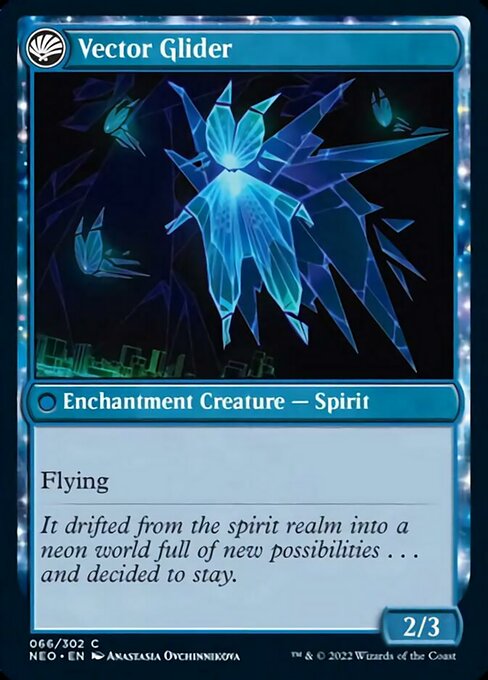 Vector Glider
Enchantment Creature — Spirit
Flying
It drifted from the spirit realm into a
neon world full of new possibilities . . .
and decided to stay.
2/3
066/302 C
NEO • EN Anastasia Ovchinnikova
™ & © 2022 Wizards of the Coast